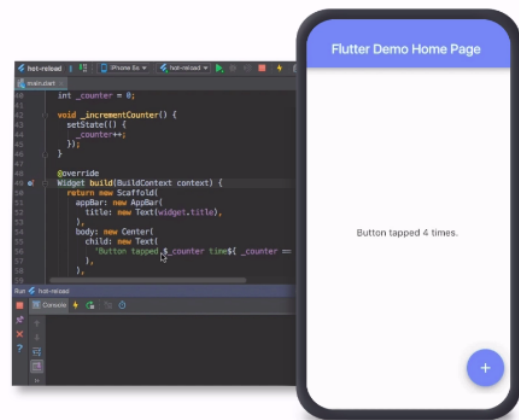 hot-reload
iPhone 6s
hot-reload
main.dart
40 int _counter = 0;
41
42 void _incrementCounter() {
43 setState(() {
44 _counter++;
45 });
46 }
47
48 @override
49 Widget build(BuildContext context) {
50 return new Scaffold(
51 appBar: new AppBar(
52 title: new Text(widget.title),
53 ),
54 body: new Center(
55 child: new Text(
56 'Button tapped $_counter time${ _counter ==
57 ),
58 ),
59
Run hot-reload
Console
Flutter Demo Home Page
Button tapped 4 times.
+